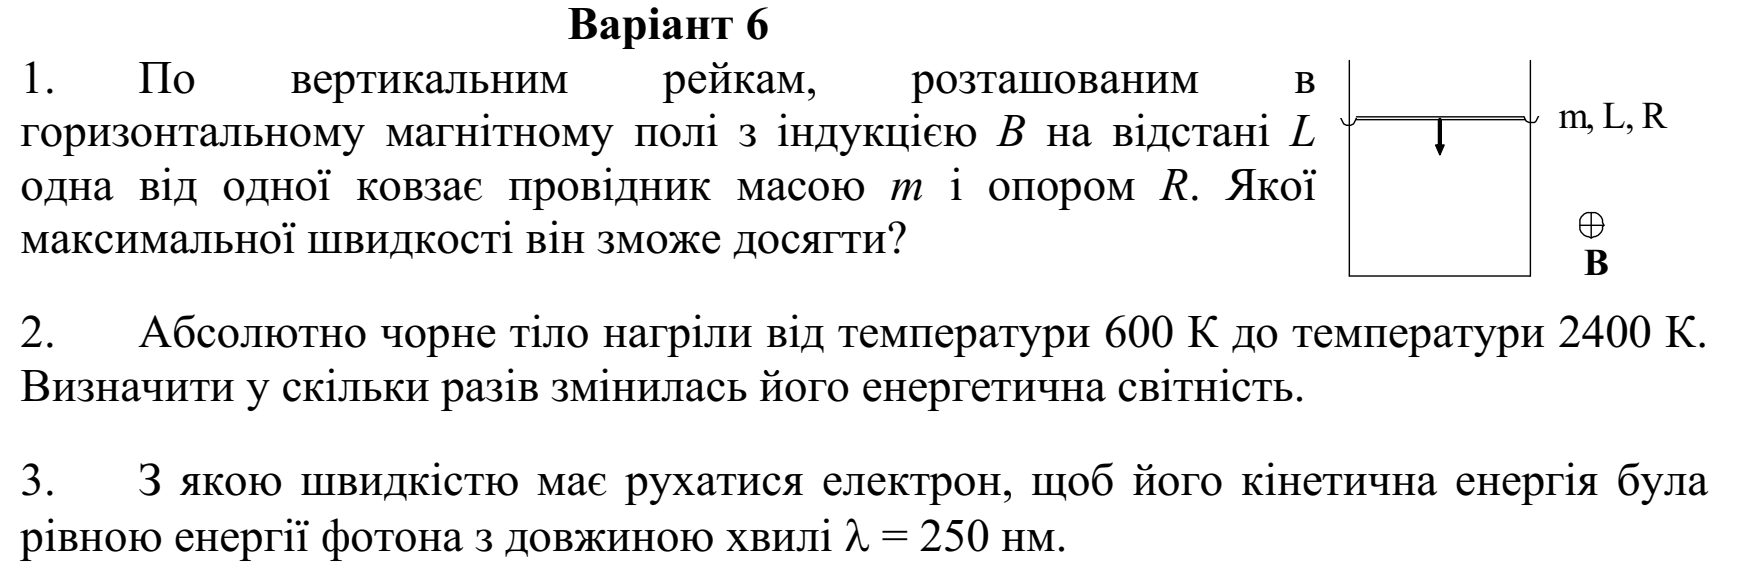 Варіант 6
1. По вертикальним рейкам, розташованим в
горизонтальному магнітному полі з індукцією B на відстані L
одна від одної ковзає провідник масою m і опором R. Якої
максимальної швидкості він зможе досягти?
m, L, R
B
2. Абсолютно чорне тіло нагріли від температури 600 К до температури 2400 К.
Визначити у скільки разів змінилась його енергетична світність.
3. З якою швидкістю має рухатися електрон, щоб його кінетична енергія була
рівною енергії фотона з довжиною хвилі λ = 250 нм.